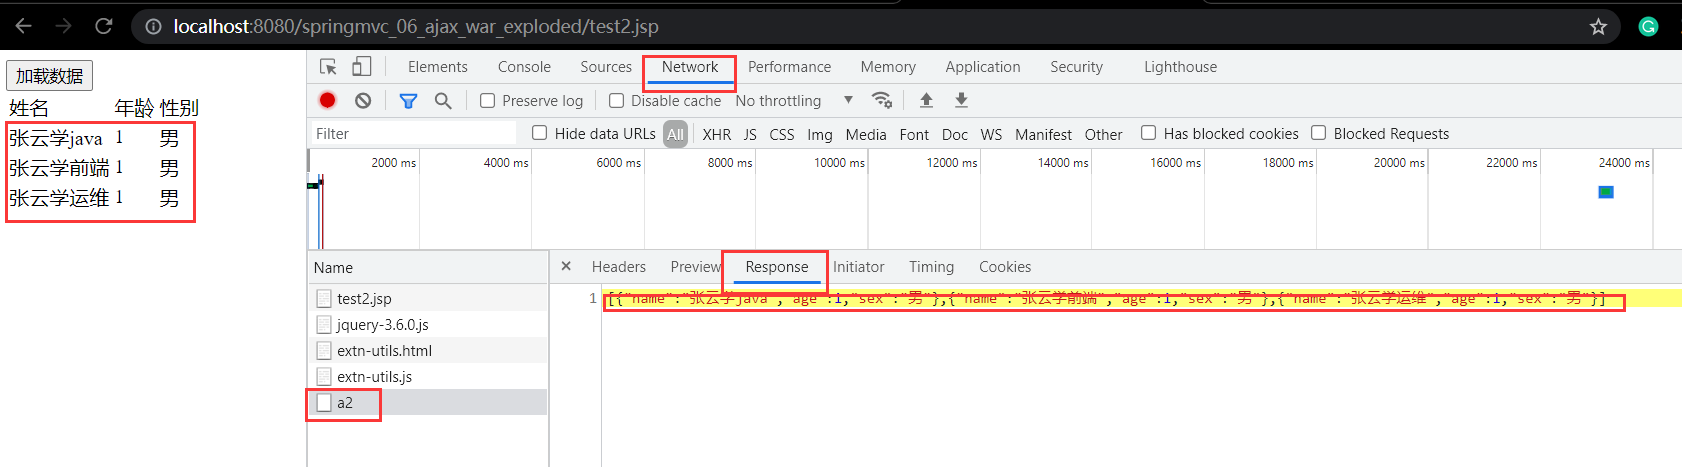 localhost:8080/springmvc_06_ajax_war_exploded/test2.jsp
加载数据
姓名 年龄 性别
张云学java 1 男
张云学前端 1 男
张云学运维 1 男
Elements Console Sources Network Performance Memory Application Security Lighthouse
Preserve log Disable cache No throttling
Filter Hide data URLs All XHR JS CSS Img Media Font Doc WS Manifest Other Has blocked cookies Blocked Requests
2000 ms 4000 ms 6000 ms 8000 ms 10000 ms 12000 ms 14000 ms 16000 ms 18000 ms 20000 ms 22000 ms 24000 ms
Name
test2.jsp
jquery-3.6.0.js
extn-utils.html
extn-utils.js
a2
Headers Preview Response Initiator Timing Cookies
1 [{"name":"张云学java","age":1,"sex":"男"},{"name":"张云学前端","age":1,"sex":"男"},{"name":"张云学运维","age":1,"sex":"男"}]